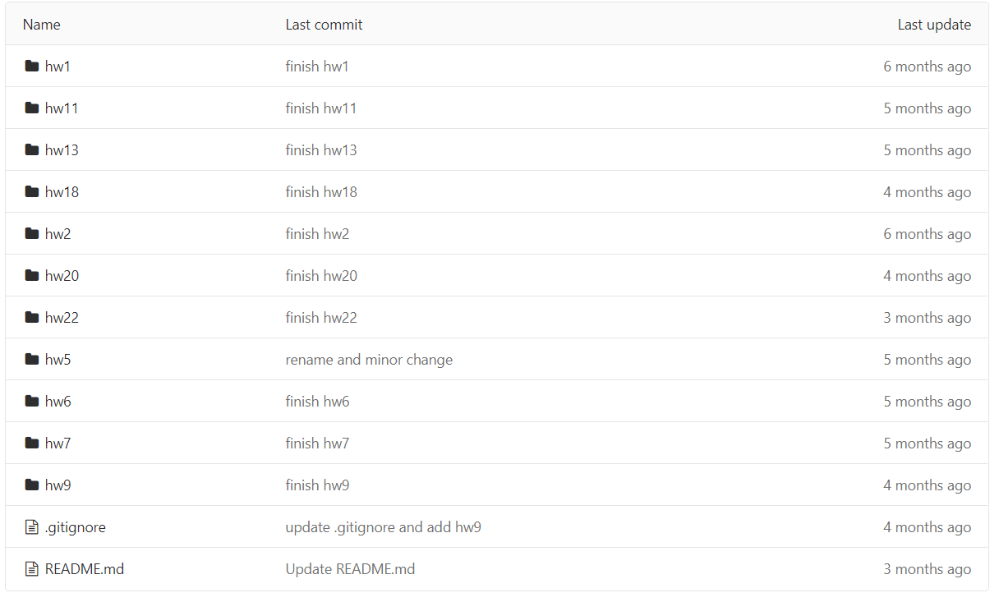 Name Last commit Last update
hw1 finish hw1 6 months ago
hw11 finish hw11 5 months ago
hw13 finish hw13 5 months ago
hw18 finish hw18 4 months ago
hw2 finish hw2 6 months ago
hw20 finish hw20 4 months ago
hw22 finish hw22 3 months ago
hw5 rename and minor change 5 months ago
hw6 finish hw6 5 months ago
hw7 finish hw7 5 months ago
hw9 finish hw9 4 months ago
.gitignore update .gitignore and add hw9 4 months ago
README.md Update README.md 3 months ago